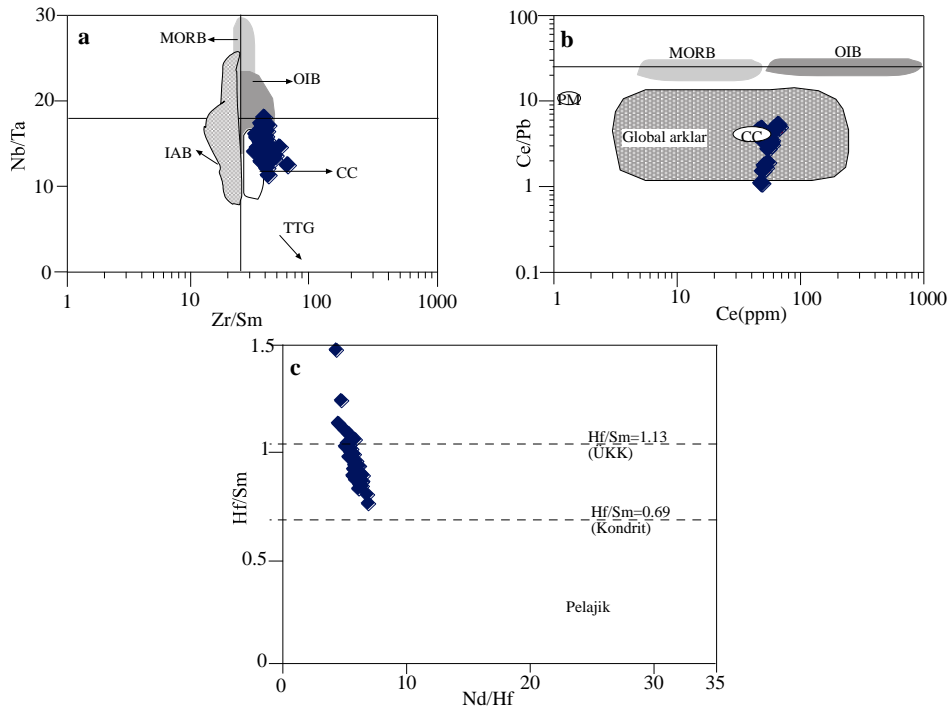 a
30
20
10
0
Nb/Ta
MORB
OIB
IAB
CC
TTG
1
10
100
1000
Zr/Sm
b
100
10
1
0.1
Ce/Pb
MORB
OIB
PM
Global arklar
CC
1
10
100
1000
Ce(ppm)
c
1.5
1
0.5
0
Hf/Sm
Hf/Sm=1.13
(ÜKK)
Hf/Sm=0.69
(Kondrit)
Pelajik
0
10
20
30
35
Nd/Hf